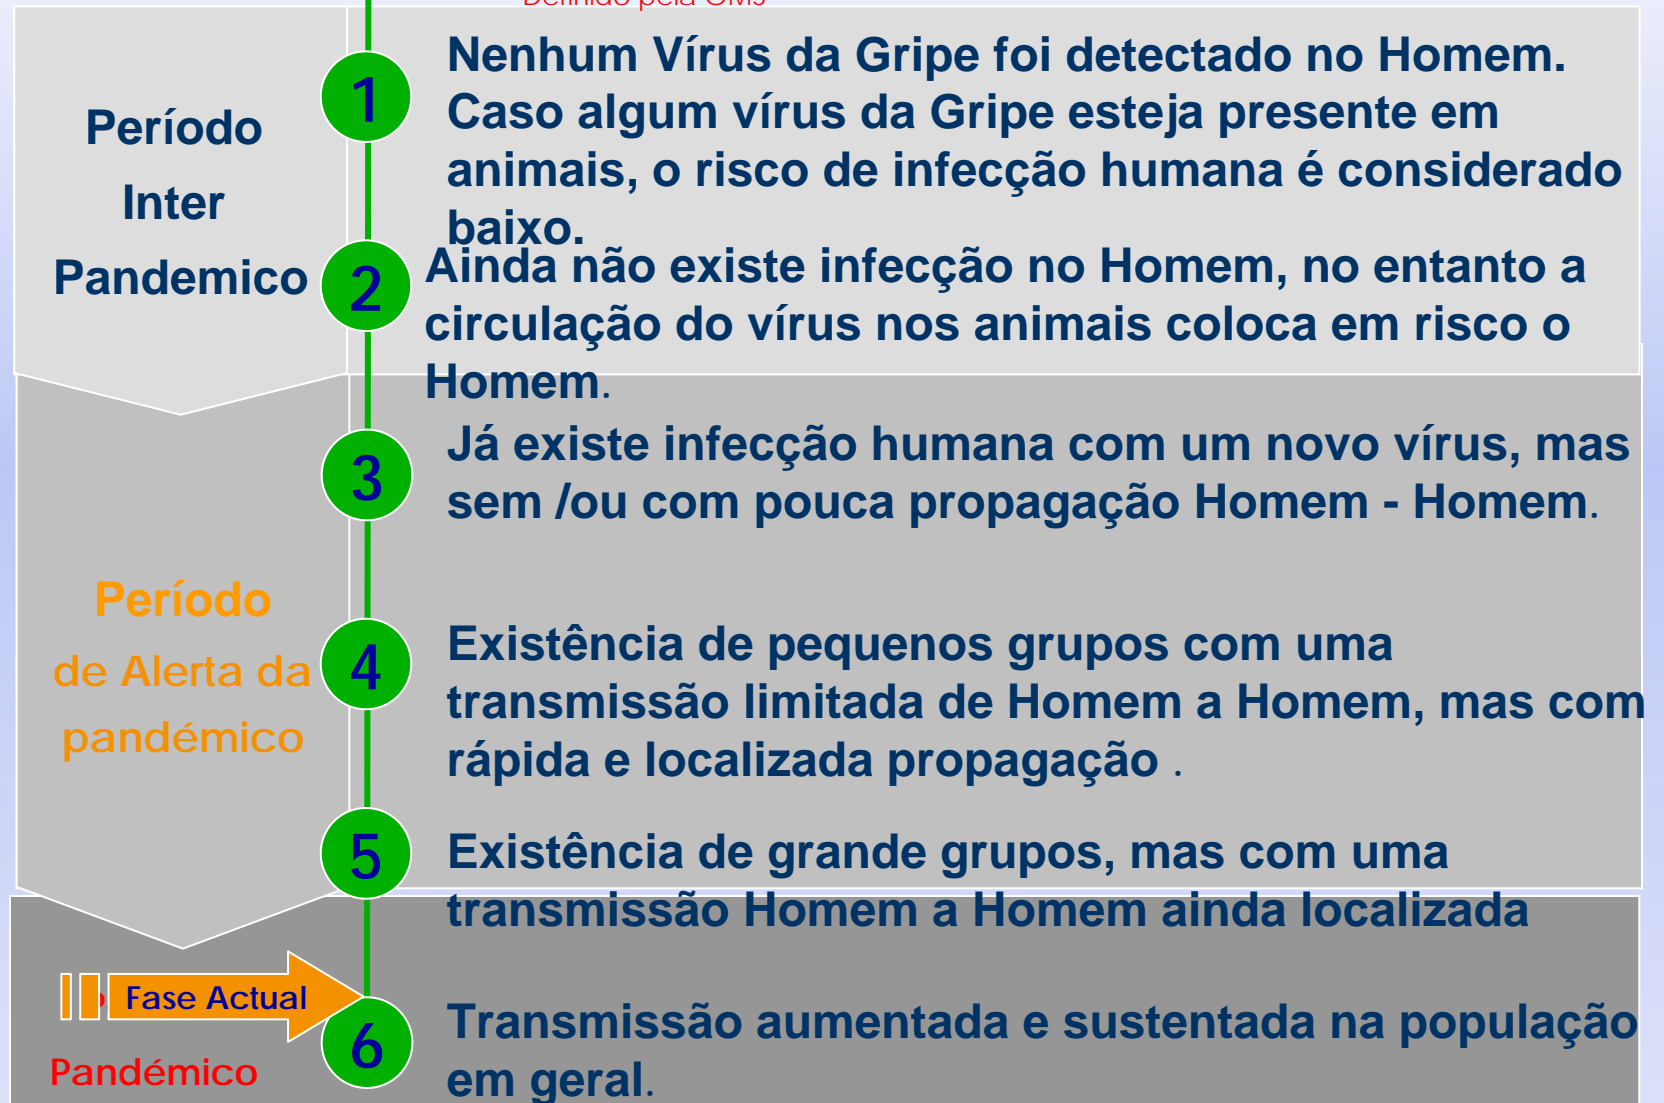 Definido pela OMS
Período
Inter
Pandemico
1
Nenhum Vírus da Gripe foi detectado no Homem.
Caso algum vírus da Gripe esteja presente em
animais, o risco de infecção humana é considerado
baixo.
2
Ainda não existe infecção no Homem, no entanto a
circulação do vírus nos animais coloca em risco o
Homem.
Período
de Alerta da
pandémico
3
Já existe infecção humana com um novo vírus, mas
sem /ou com pouca propagação Homem - Homem.
4
Existência de pequenos grupos com uma
transmissão limitada de Homem a Homem, mas com
rápida e localizada propagação .
5
Existência de grande grupos, mas com uma
transmissão Homem a Homem ainda localizada
Fase Actual
Pandémico
6
Transmissão aumentada e sustentada na população
em geral.